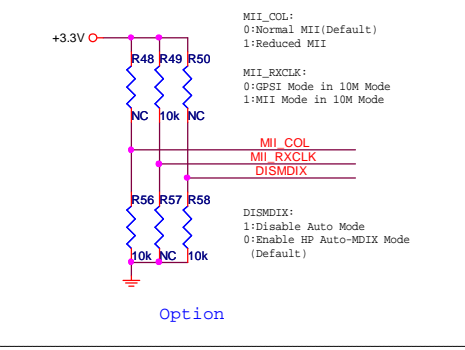 MII_COL:
0:Normal MII(Default)
1:Reduced MII
+3.3V
R48 R49 R50
MII_RXCLK:
0:GPSI Mode in 10M Mode
1:MII Mode in 10M Mode
NC 10k NC
MII_COL
MII_RXCLK
DISMDIX
R56 R57 R58
DISMDIX:
1:Disable Auto Mode
0:Enable HP Auto-MDIX Mode
(Default)
10k NC 10k
Option